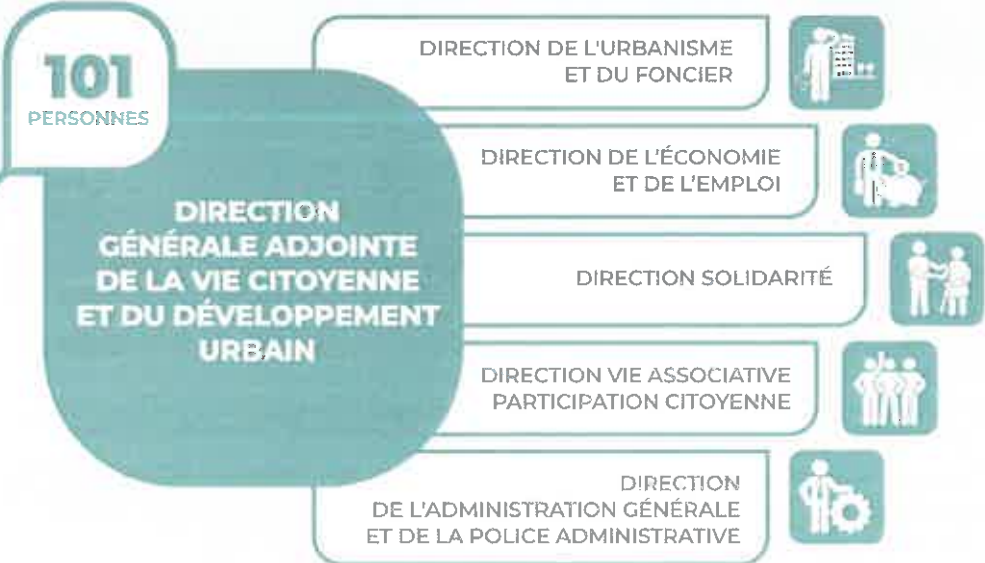 101
PERSONNES
DIRECTION
GÉNÉRALE ADJOINTE
DE LA VIE CITOYENNE
ET DU DÉVELOPPEMENT
URBAIN
DIRECTION DE L'URBANISME
ET DU FONCIER
DIRECTION DE L'ÉCONOMIE
ET DE L'EMPLOI
DIRECTION SOLIDARITÉ
DIRECTION VIE ASSOCIATIVE
PARTICIPATION CITOYENNE
DIRECTION
DE L'ADMINISTRATION GÉNÉRALE
ET DE LA POLICE ADMINISTRATIVE